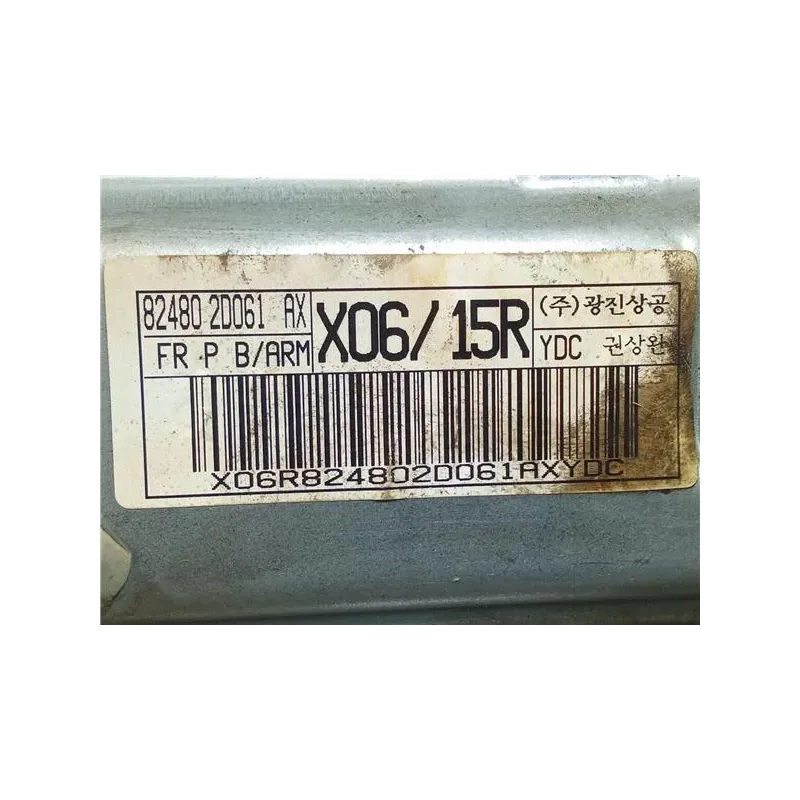 82480 2D061 AX
FR P B/ARM
X06/15R
(주)광진상공
YDC 권상완
X06R824802D061AXYDC